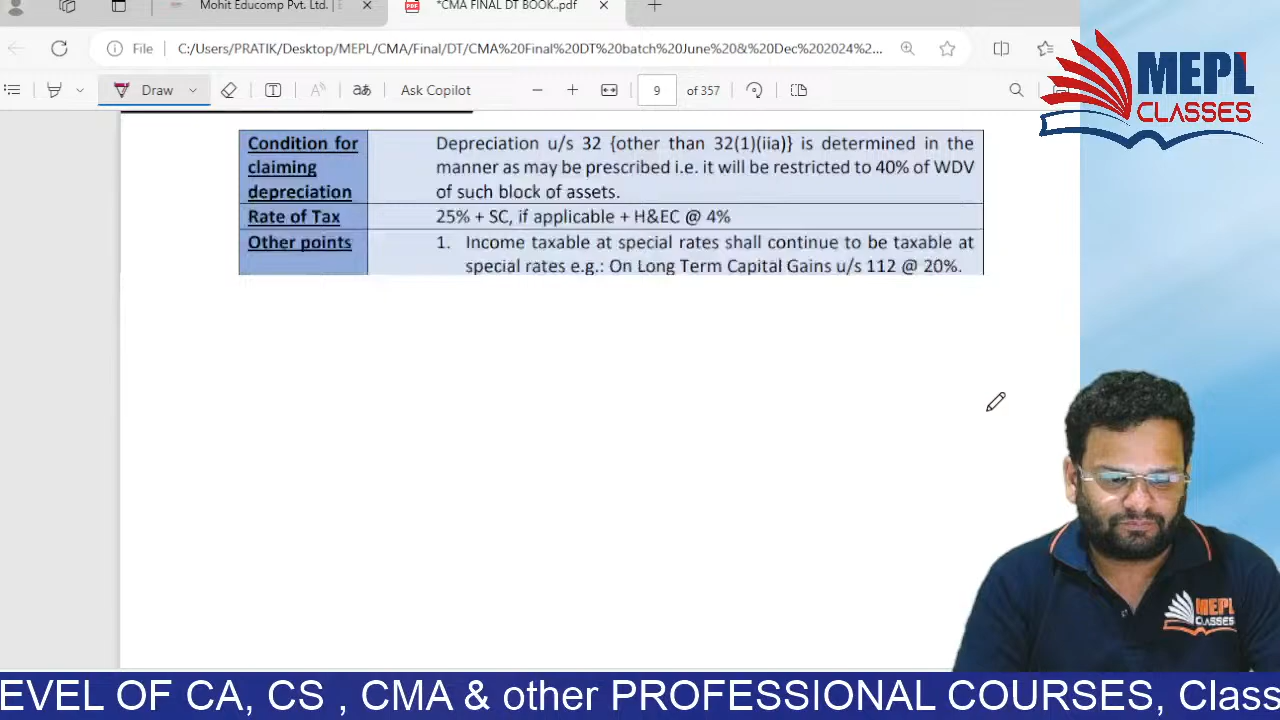 Mohit Educomp Pvt. Ltd. |
*CMA FINAL DT BOOK..pdf
File
C:/Users/PRATIK/Desktop/MEPL/CMA/Final/DT/CMA%20Final%20DT%20batch%20June%20&%20Dec%202024%2...
Draw
aあ
Ask Copilot
9
of 357
MEPL
CLASSES
Condition for
claiming
depreciation
Depreciation u/s 32 {other than 32(1)(iia)} is determined in the
manner as may be prescribed i.e. it will be restricted to 40% of WDV
of such block of assets.
Rate of Tax
25% + SC, if applicable + H&EC @ 4%
Other points
1. Income taxable at special rates shall continue to be taxable at
special rates e.g.: On Long Term Capital Gains u/s 112 @ 20%.
MEPL
CLASSES
EVEL OF CA, CS , CMA & other PROFESSIONAL COURSES, Class